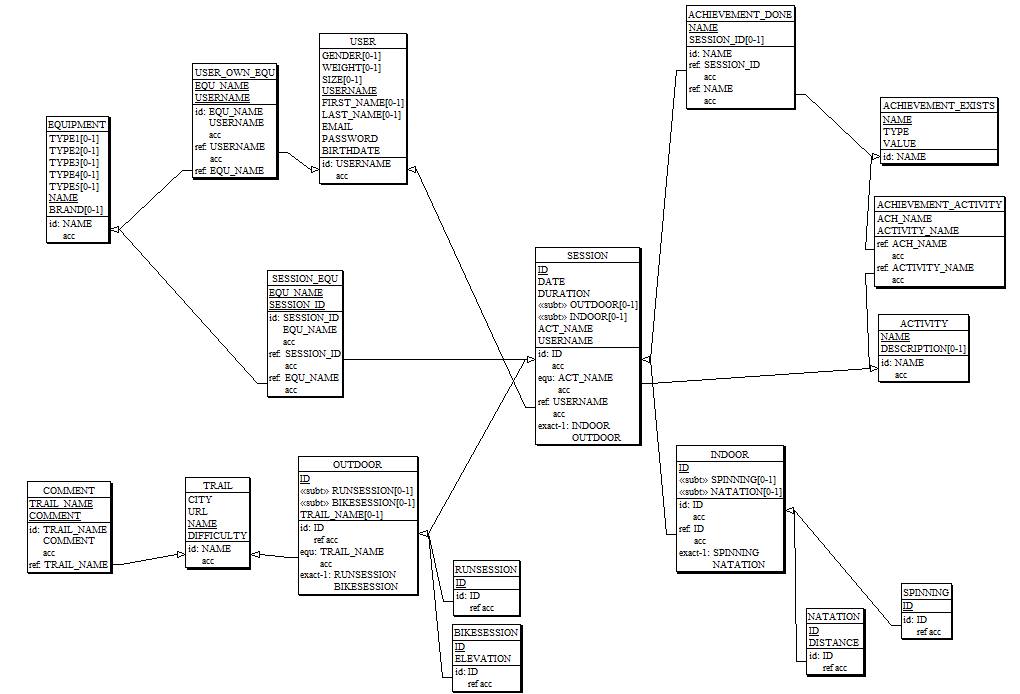 ACHIEVEMENT_DONE
NAME
SESSION_ID[0-1]
id: NAME
ref: SESSION_ID
acc
ref: NAME
acc
USER
GENDER[0-1]
WEIGHT[0-1]
SIZE[0-1]
USERNAME
FIRST_NAME[0-1]
LAST_NAME[0-1]
EMAIL
PASSWORD
BIRTHDATE
id: USERNAME
acc
USER_OWN_EQU
EQU_NAME
USERNAME
id: EQU_NAME
USERNAME
acc
ref: USERNAME
acc
ref: EQU_NAME
ACHIEVEMENT_EXISTS
NAME
TYPE
VALUE
id: NAME
EQUIPMENT
TYPE1[0-1]
TYPE2[0-1]
TYPE3[0-1]
TYPE4[0-1]
TYPE5[0-1]
NAME
BRAND[0-1]
id: NAME
acc
ACHIEVEMENT_ACTIVITY
ACH_NAME
ACTIVITY_NAME
ref: ACH_NAME
acc
ref: ACTIVITY_NAME
acc
SESSION
ID
DATE
DURATION
«subt» OUTDOOR[0-1]
«subt» INDOOR[0-1]
ACT_NAME
USERNAME
id: ID
acc
equ: ACT_NAME
acc
ref: USERNAME
acc
exact-1: INDOOR
OUTDOOR
SESSION_EQU
EQU_NAME
SESSION_ID
id: SESSION_ID
EQU_NAME
acc
ref: SESSION_ID
acc
ref: EQU_NAME
acc
ACTIVITY
NAME
DESCRIPTION[0-1]
id: NAME
acc
INDOOR
ID
«subt» SPINNING[0-1]
«subt» NATATION[0-1]
id: ID
acc
ref: ID
acc
exact-1: SPINNING
NATATION
OUTDOOR
ID
«subt» RUNSESSION[0-1]
«subt» BIKESESSION[0-1]
TRAIL_NAME[0-1]
id: ID
ref acc
equ: TRAIL_NAME
acc
exact-1: RUNSESSION
BIKESESSION
TRAIL
CITY
URL
NAME
DIFFICULTY
id: NAME
acc
COMMENT
TRAIL_NAME
COMMENT
id: TRAIL_NAME
COMMENT
acc
ref: TRAIL_NAME
RUNSESSION
ID
id: ID
ref acc
BIKESESSION
ID
ELEVATION
id: ID
ref acc
SPINNING
ID
id: ID
ref acc
NATATION
ID
DISTANCE
id: ID
ref acc